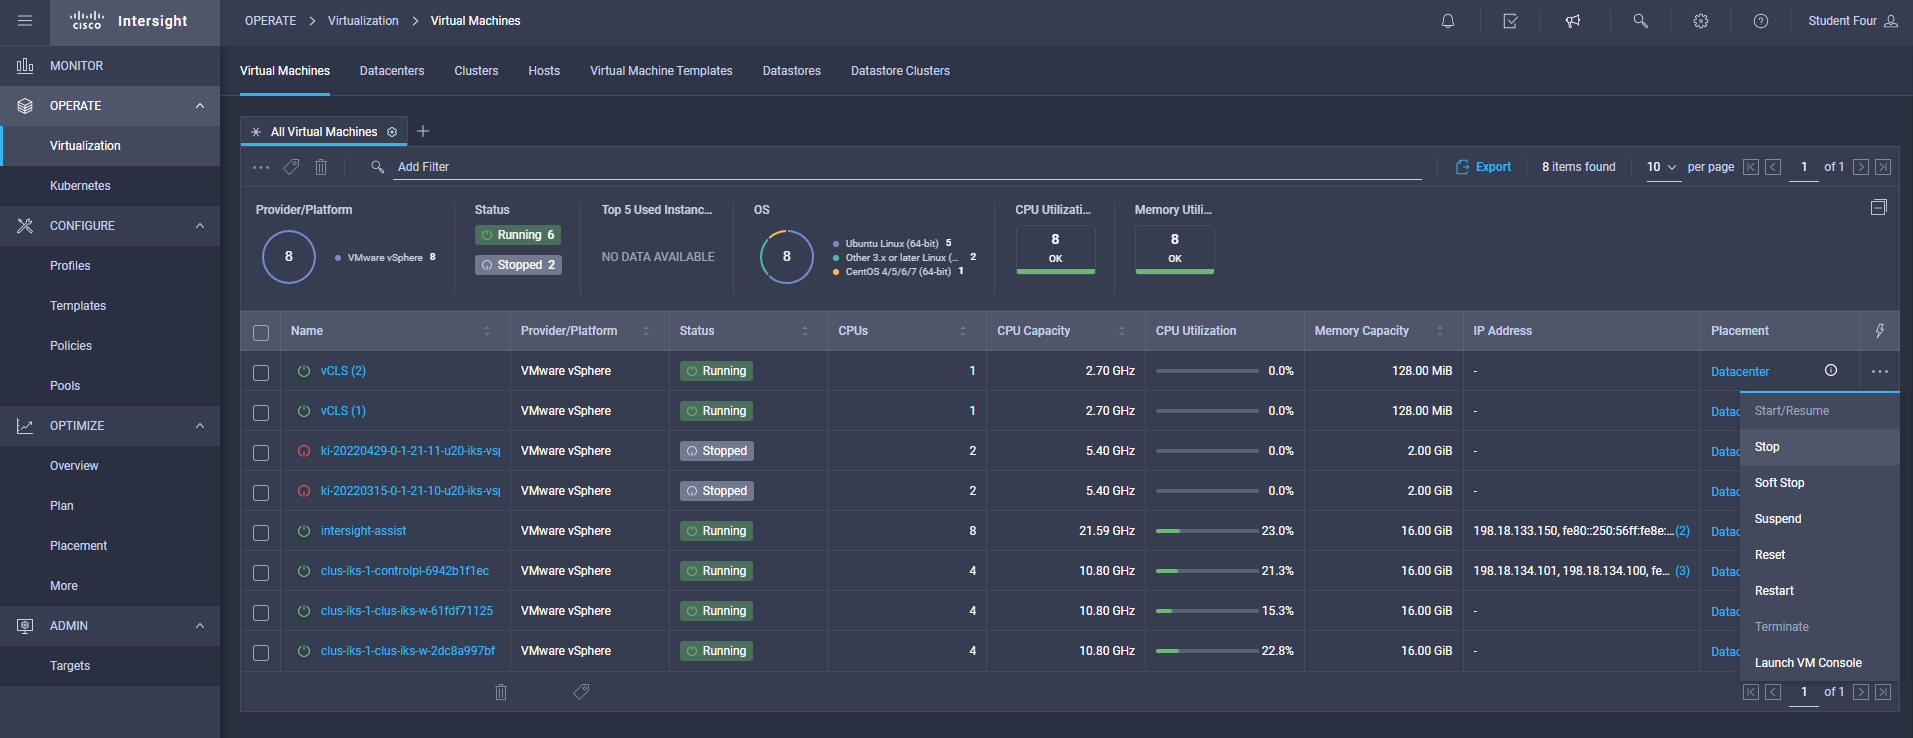 CISCO Intersight OPERATE > Virtualization > Virtual Machines Student Four
MONITOR
OPERATE
Virtualization
Kubernetes
CONFIGURE
Profiles
Templates
Policies
Pools
OPTIMIZE
Overview
Plan
Placement
More
ADMIN
Targets
Virtual Machines Datacenters Clusters Hosts Virtual Machine Templates Datastores Datastore Clusters
All Virtual Machines +
... Add Filter Export 8 items found 10 per page 1 of 1
Provider/Platform Status Top 5 Used Instanc... OS CPU Utilizati... Memory Utili...
8 VMware vSphere 8
Running 6
Stopped 2
NO DATA AVAILABLE
8
Ubuntu Linux (64-bit) 5
Other 3.x or later Linux (... 2
CentOS 4/5/6/7 (64-bit) 1
8
OK
8
OK
Name Provider/Platform Status CPUs CPU Capacity CPU Utilization Memory Capacity IP Address Placement
vCLS (2) VMware vSphere Running 1 2.70 GHz 0.0% 128.00 MiB - Datacenter ...
vCLS (1) VMware vSphere Running 1 2.70 GHz 0.0% 128.00 MiB - Datac
ki-20220429-0-1-21-11-u20-iks-vsp VMware vSphere Stopped 2 5.40 GHz 0.0% 2.00 GiB - Datac
ki-20220315-0-1-21-10-u20-iks-vsp VMware vSphere Stopped 2 5.40 GHz 0.0% 2.00 GiB - Datac
intersight-assist VMware vSphere Running 8 21.59 GHz 23.0% 16.00 GiB 198.18.133.150, fe80::250:56ff:fe8e:... (2) Datac
clus-iks-1-controlpl-6942b1f1ec VMware vSphere Running 4 10.80 GHz 21.3% 16.00 GiB 198.18.134.101, 198.18.134.100, fe... (3) Datac
clus-iks-1-clus-iks-w-61fdf71125 VMware vSphere Running 4 10.80 GHz 15.3% 16.00 GiB - Datac
clus-iks-1-clus-iks-w-2dc8a997bf VMware vSphere Running 4 10.80 GHz 22.8% 16.00 GiB - Datac
Start/Resume
Stop
Soft Stop
Suspend
Reset
Restart
Terminate
Launch VM Console
1 of 1